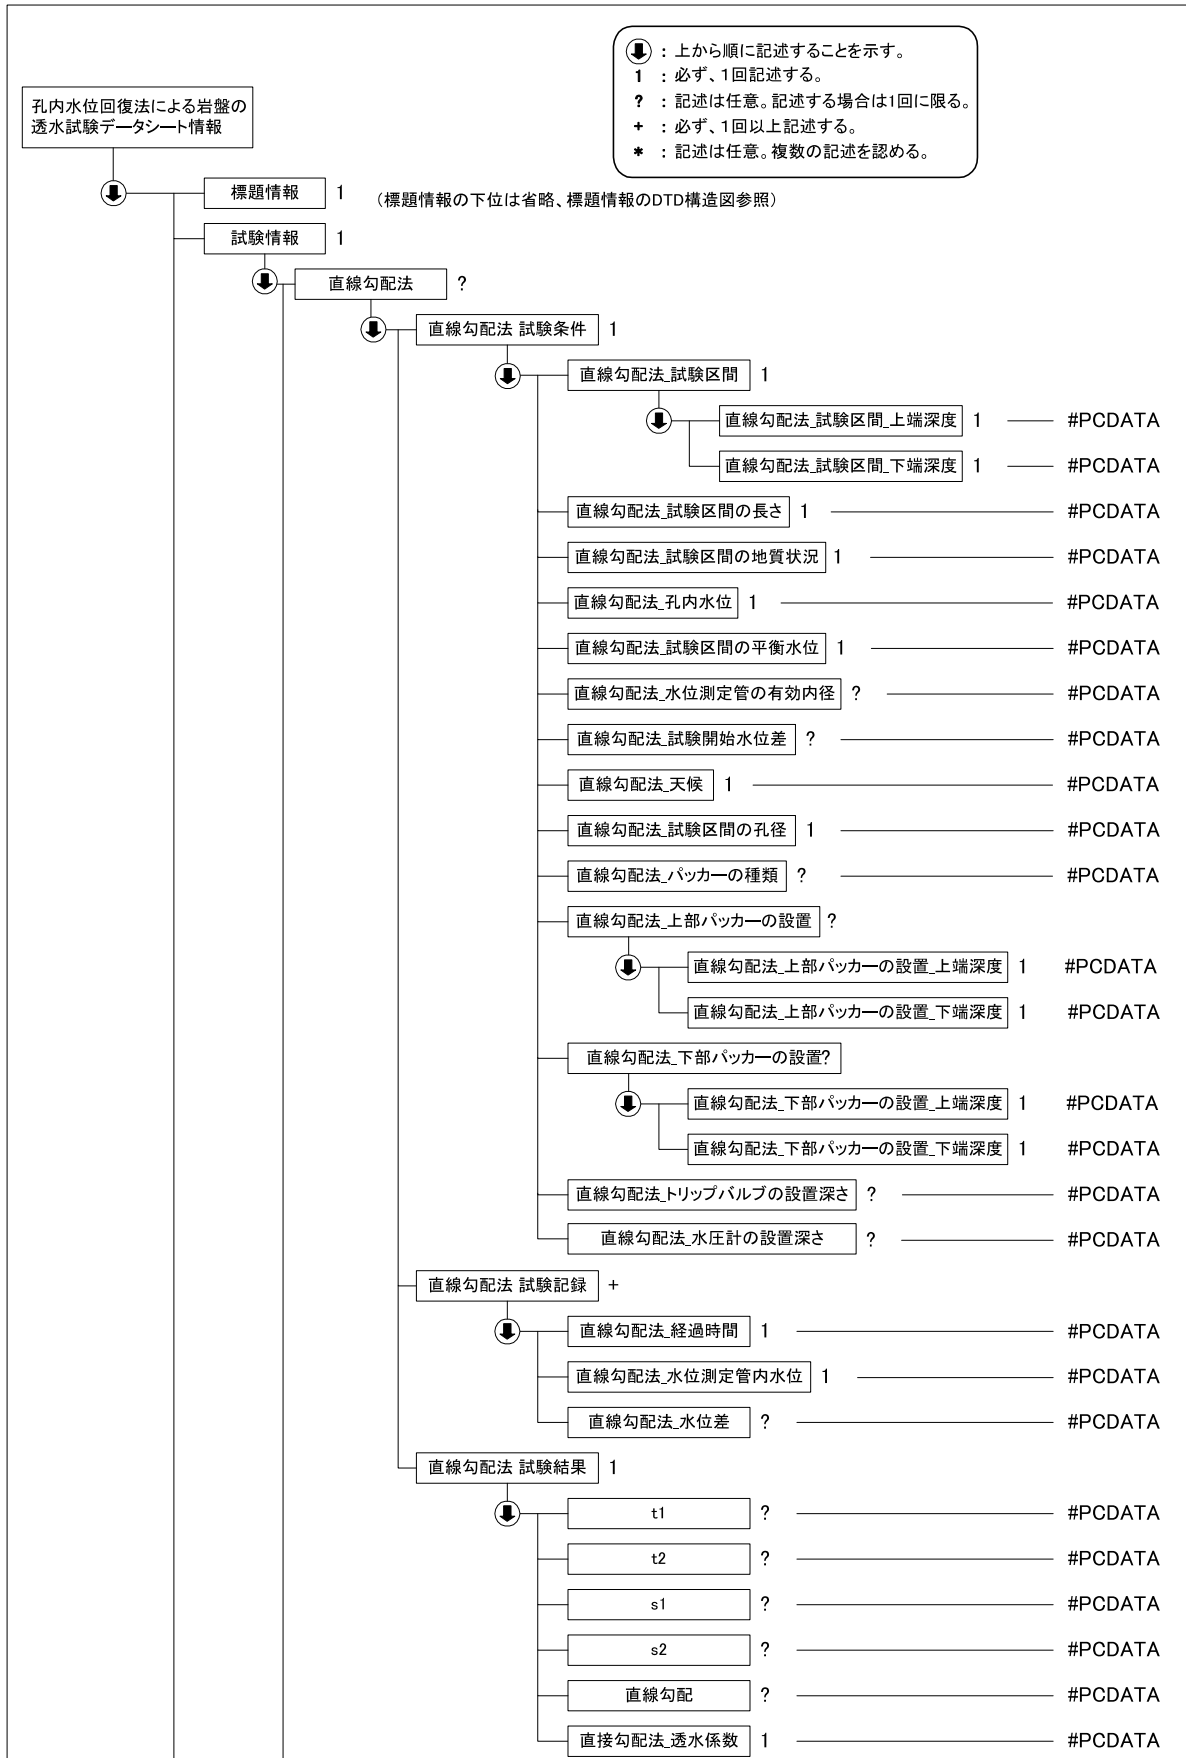 ：上から順に記述することを示す。
1 ：必ず、1回記述する。
? ：記述は任意。記述する場合は1回に限る。
+ ：必ず、1回以上記述する。
* ：記述は任意。複数の記述を認める。
孔内水位回復法による岩盤の
透水試験データシート情報
標題情報 1 （標題情報の下位は省略、標題情報のDTD構造図参照）
試験情報 1
直線勾配法 ?
直線勾配法 試験条件 1
直線勾配法_試験区間 1
直線勾配法_試験区間_上端深度 1 #PCDATA
直線勾配法_試験区間_下端深度 1 #PCDATA
直線勾配法_試験区間の長さ 1 #PCDATA
直線勾配法_試験区間の地質状況 1 #PCDATA
直線勾配法_孔内水位 1 #PCDATA
直線勾配法_試験区間の平衡水位 1 #PCDATA
直線勾配法_水位測定管の有効内径 ? #PCDATA
直線勾配法_試験開始水位差 ? #PCDATA
直線勾配法_天候 1 #PCDATA
直線勾配法_試験区間の孔径 1 #PCDATA
直線勾配法_パッカーの種類 ? #PCDATA
直線勾配法_上部パッカーの設置 ?
直線勾配法_上部パッカーの設置_上端深度 1 #PCDATA
直線勾配法_上部パッカーの設置_下端深度 1 #PCDATA
直線勾配法_下部パッカーの設置?
直線勾配法_下部パッカーの設置_上端深度 1 #PCDATA
直線勾配法_下部パッカーの設置_下端深度 1 #PCDATA
直線勾配法_トリップバルブの設置深さ ? #PCDATA
直線勾配法_水圧計の設置深さ ? #PCDATA
直線勾配法 試験記録 +
直線勾配法_経過時間 1 #PCDATA
直線勾配法_水位測定管内水位 1 #PCDATA
直線勾配法_水位差 ? #PCDATA
直線勾配法 試験結果 1
t1 ? #PCDATA
t2 ? #PCDATA
s1 ? #PCDATA
s2 ? #PCDATA
直線勾配 ? #PCDATA
直接勾配法_透水係数 1 #PCDATA